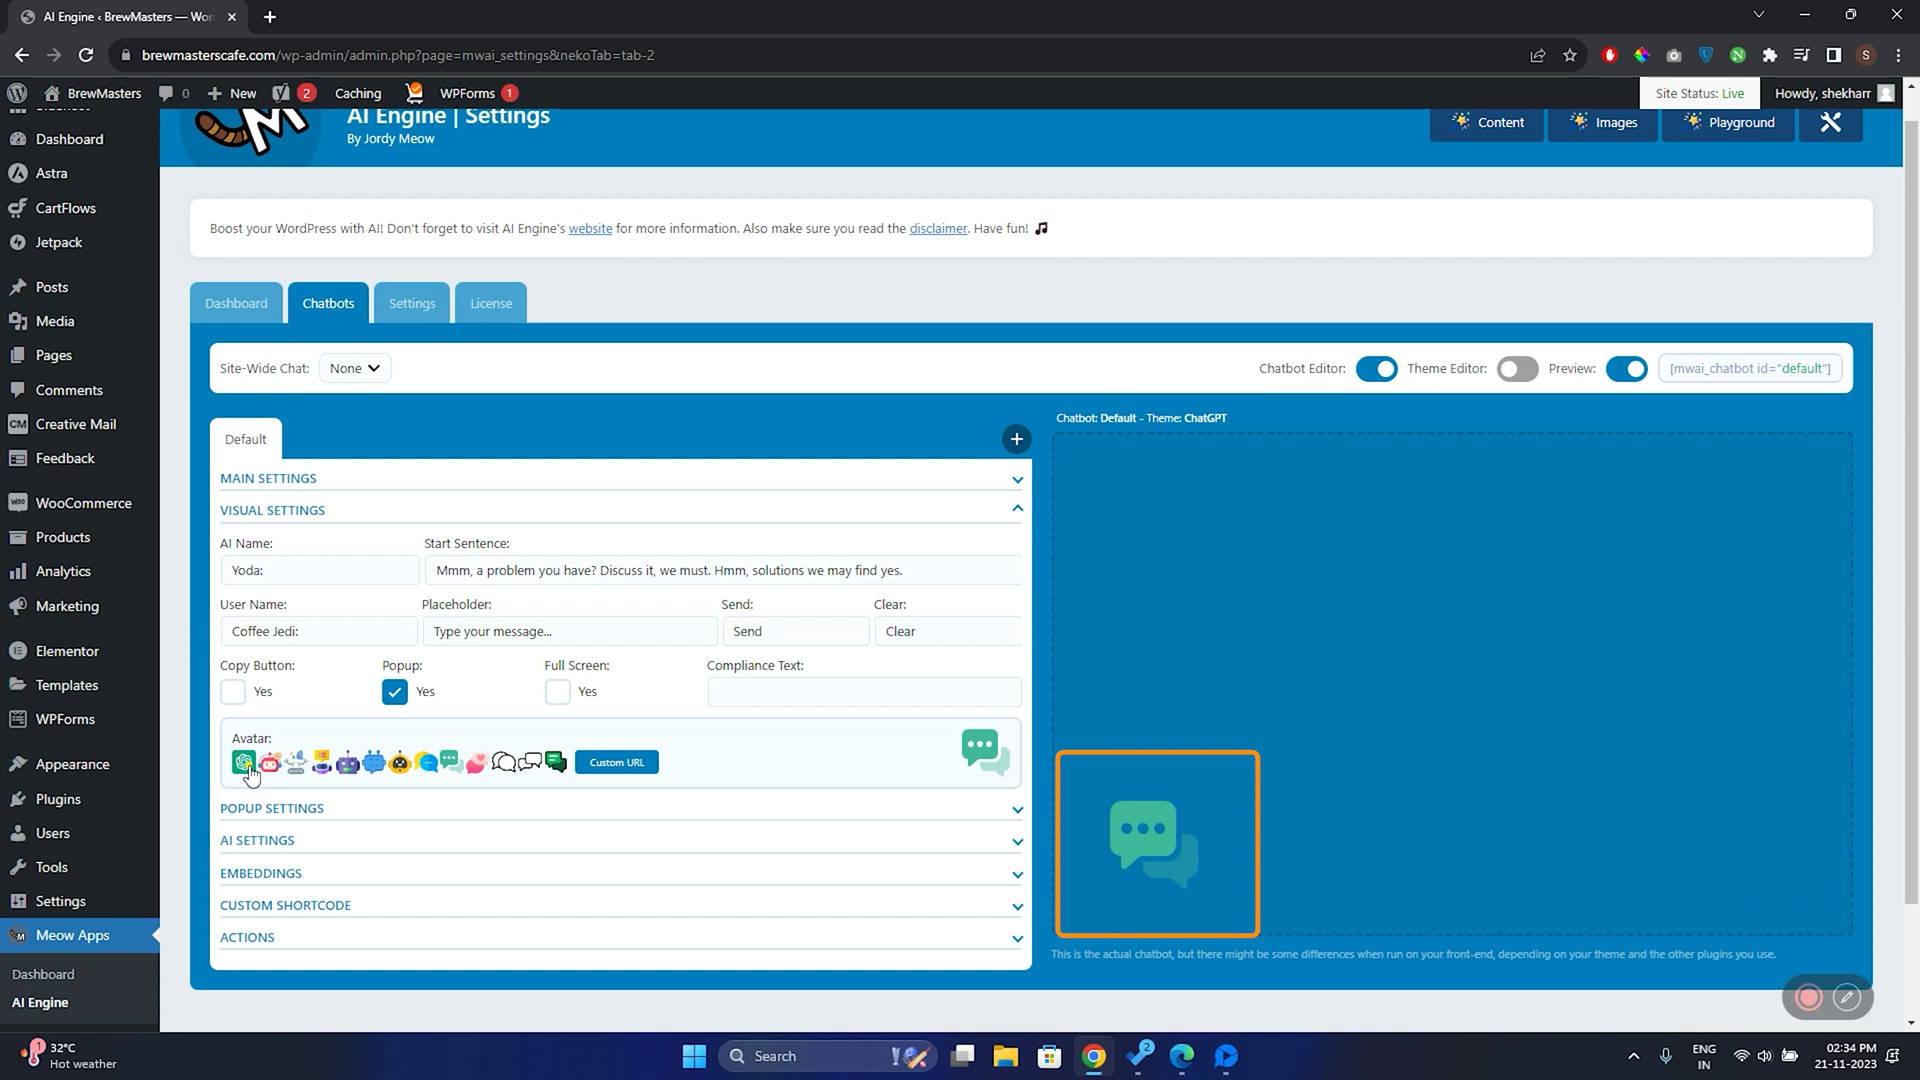 AI Engine ‹ BrewMasters — Wor
brewmasterscafe.com/wp-admin/admin.php?page=mwai_settings&nekoTab=tab-2
S
BrewMasters 0 New 2 Caching WPForms 1
Site Status: Live Howdy, shekharr
Dashboard
Astra
CartFlows
Jetpack
Posts
Media
Pages
Comments
CM Creative Mail
Feedback
WooCommerce
Products
Analytics
Marketing
Elementor
Templates
WPForms
Appearance
Plugins
Users
Tools
Settings
Meow Apps
Dashboard
AI Engine
AI Engine | Settings
By Jordy Meow
Content Images Playground
Boost your WordPress with AI! Don't forget to visit AI Engine's website for more information. Also make sure you read the disclaimer. Have fun! 🎵
Dashboard Chatbots Settings License
Site-Wide Chat: None
Chatbot Editor: Theme Editor: Preview: [mwai_chatbot id="default"]
Default
MAIN SETTINGS
VISUAL SETTINGS
AI Name: Start Sentence:
Yoda: Mmm, a problem you have? Discuss it, we must. Hmm, solutions we may find yes.
User Name: Placeholder: Send: Clear:
Coffee Jedi: Type your message... Send Clear
Copy Button: Popup: Full Screen: Compliance Text:
Yes Yes Yes
Avatar:
Custom URL
POPUP SETTINGS
AI SETTINGS
EMBEDDINGS
CUSTOM SHORTCODE
ACTIONS
Chatbot: Default - Theme: ChatGPT
This is the actual chatbot, but there might be some differences when run on your front-end, depending on your theme and the other plugins you use.
1 32°C
Hot weather
Search
2
ENG
IN
02:34 PM
21-11-2023